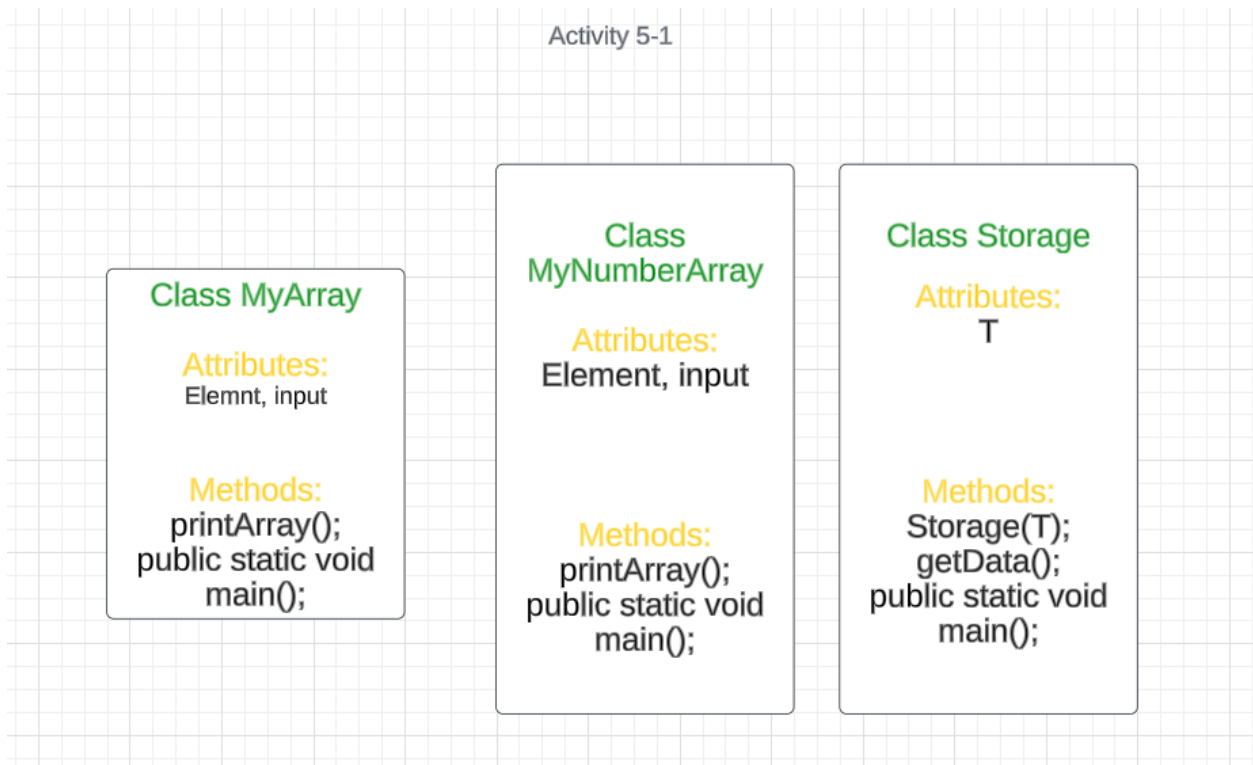 Activity 5-1
Class MyArray
Attributes:
Elemnt, input
Methods:
printArray();
public static void
main();
Class
MyNumberArray
Attributes:
Element, input
Methods:
printArray();
public static void
main();
Class Storage
Attributes:
T
Methods:
Storage(T);
getData();
public static void
main();